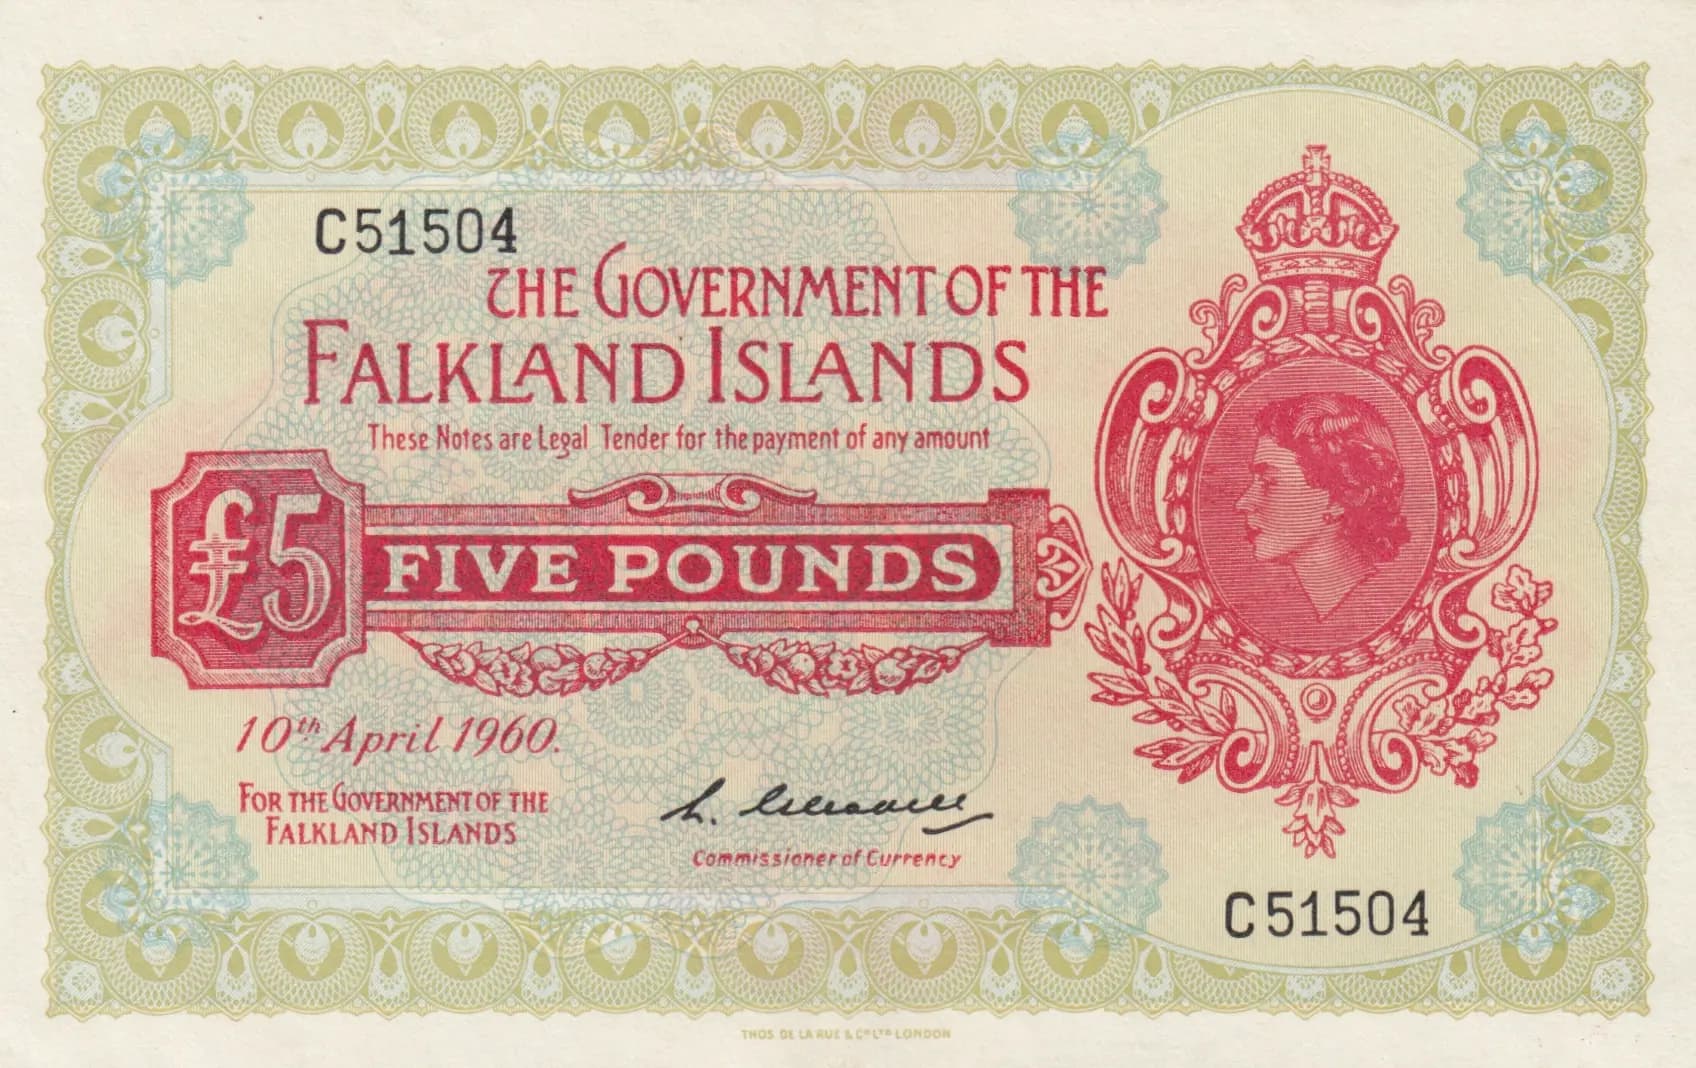 C51504
THE GOVERNMENT OF THE
FALKLAND ISLANDS
These Notes are Legal Tender for the payment of any amount
£5
FIVE POUNDS
10th April 1960.
FOR THE GOVERNMENT OF THE
FALKLAND ISLANDS
Commissioner of Currency
C51504
THOS DE LA RUE & Co LTD LONDON